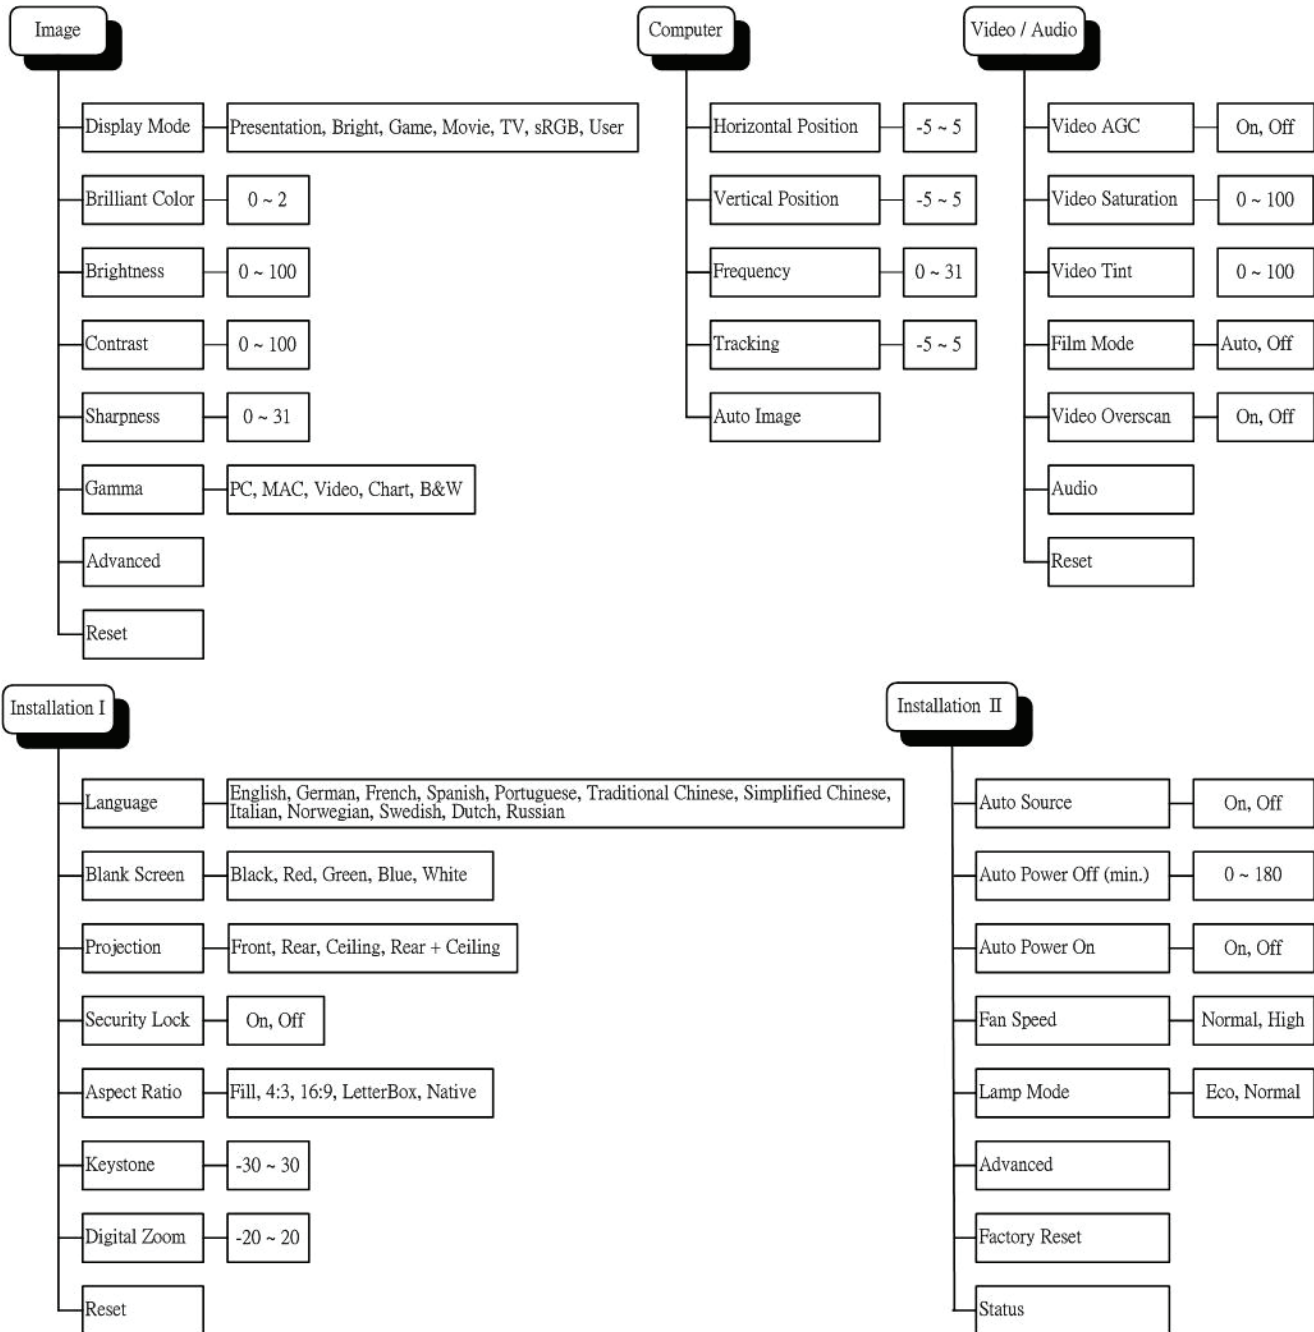 Image
Display Mode
Presentation, Bright, Game, Movie, TV, sRGB, User
Brilliant Color
0 ~ 2
Brightness
0 ~ 100
Contrast
0 ~ 100
Sharpness
0 ~ 31
Gamma
PC, MAC, Video, Chart, B&W
Advanced
Reset
Computer
Horizontal Position
-5 ~ 5
Vertical Position
-5 ~ 5
Frequency
0 ~ 31
Tracking
-5 ~ 5
Auto Image
Video / Audio
Video AGC
On, Off
Video Saturation
0 ~ 100
Video Tint
0 ~ 100
Film Mode
Auto, Off
Video Overscan
On, Off
Audio
Reset
Installation I
Language
English, German, French, Spanish, Portuguese, Traditional Chinese, Simplified Chinese,
Italian, Norwegian, Swedish, Dutch, Russian
Blank Screen
Black, Red, Green, Blue, White
Projection
Front, Rear, Ceiling, Rear + Ceiling
Security Lock
On, Off
Aspect Ratio
Fill, 4:3, 16:9, LetterBox, Native
Keystone
-30 ~ 30
Digital Zoom
-20 ~ 20
Reset
Installation II
Auto Source
On, Off
Auto Power Off (min.)
0 ~ 180
Auto Power On
On, Off
Fan Speed
Normal, High
Lamp Mode
Eco, Normal
Advanced
Factory Reset
Status